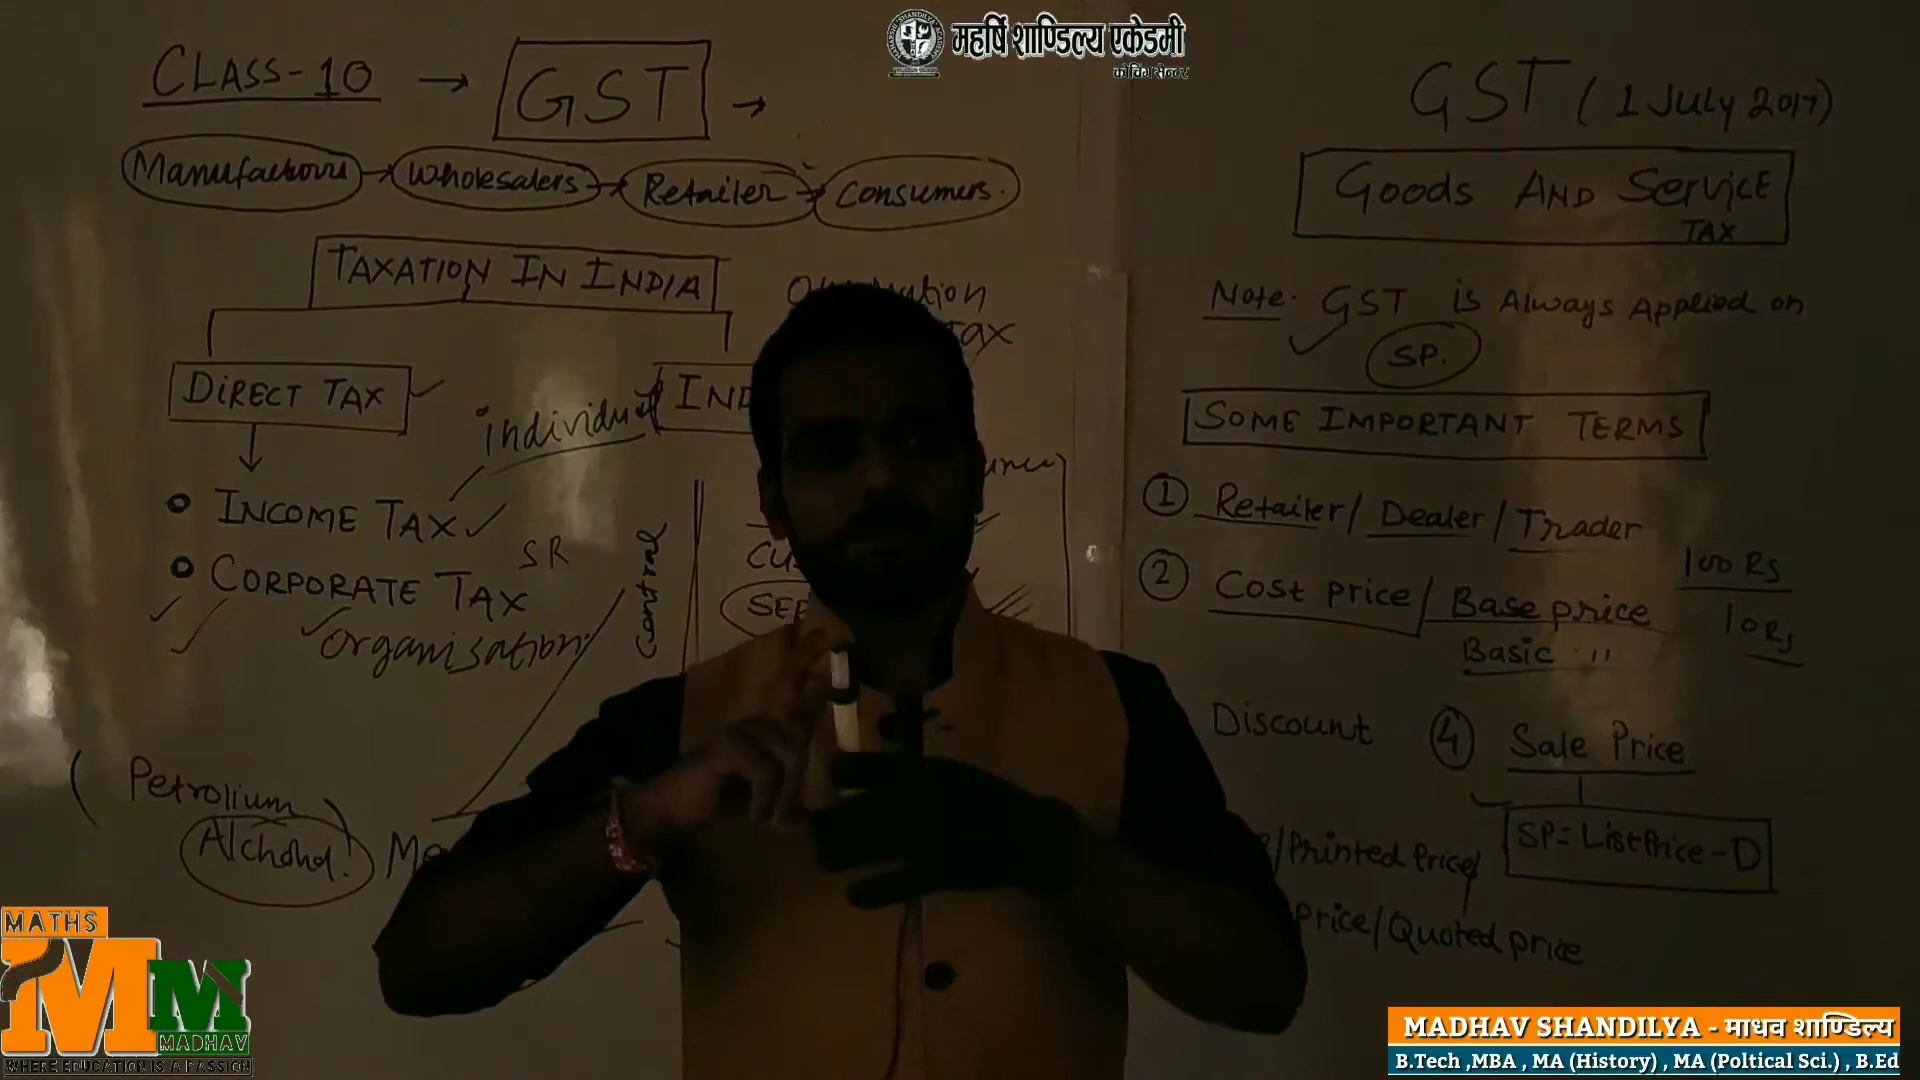 महर्षि शाण्डिल्य एकेडमी
कोचिंग सेन्टर
CLASS-10 → GST →
Manufacturers → Wholesalers → Retailer → Consumers.
TAXATION IN INDIA
DIRECT TAX
individual
INCOME TAX
SR
CORPORATE TAX
Organisation
Central
tax
(Petrolium)
Alchohol.
GST (1 July 2017)
GOODS AND SERVICE
TAX
Note. GST is Always Applied on
SP.
SOME IMPORTANT TERMS
① Retailer / Dealer / Trader
② Cost price / Base price
Basic "
100 Rs
10 Rs
Discount
④ Sale Price
SP = List Price - D
/Printed Price/
Price/Quoted price
MATHS
MM
MADHAV
WHERE EDUCATION IS A PASSION
MADHAV SHANDILYA - माधव शाण्डिल्य
B.Tech ,MBA , MA (History) , MA (Poltical Sci.) , B.Ed